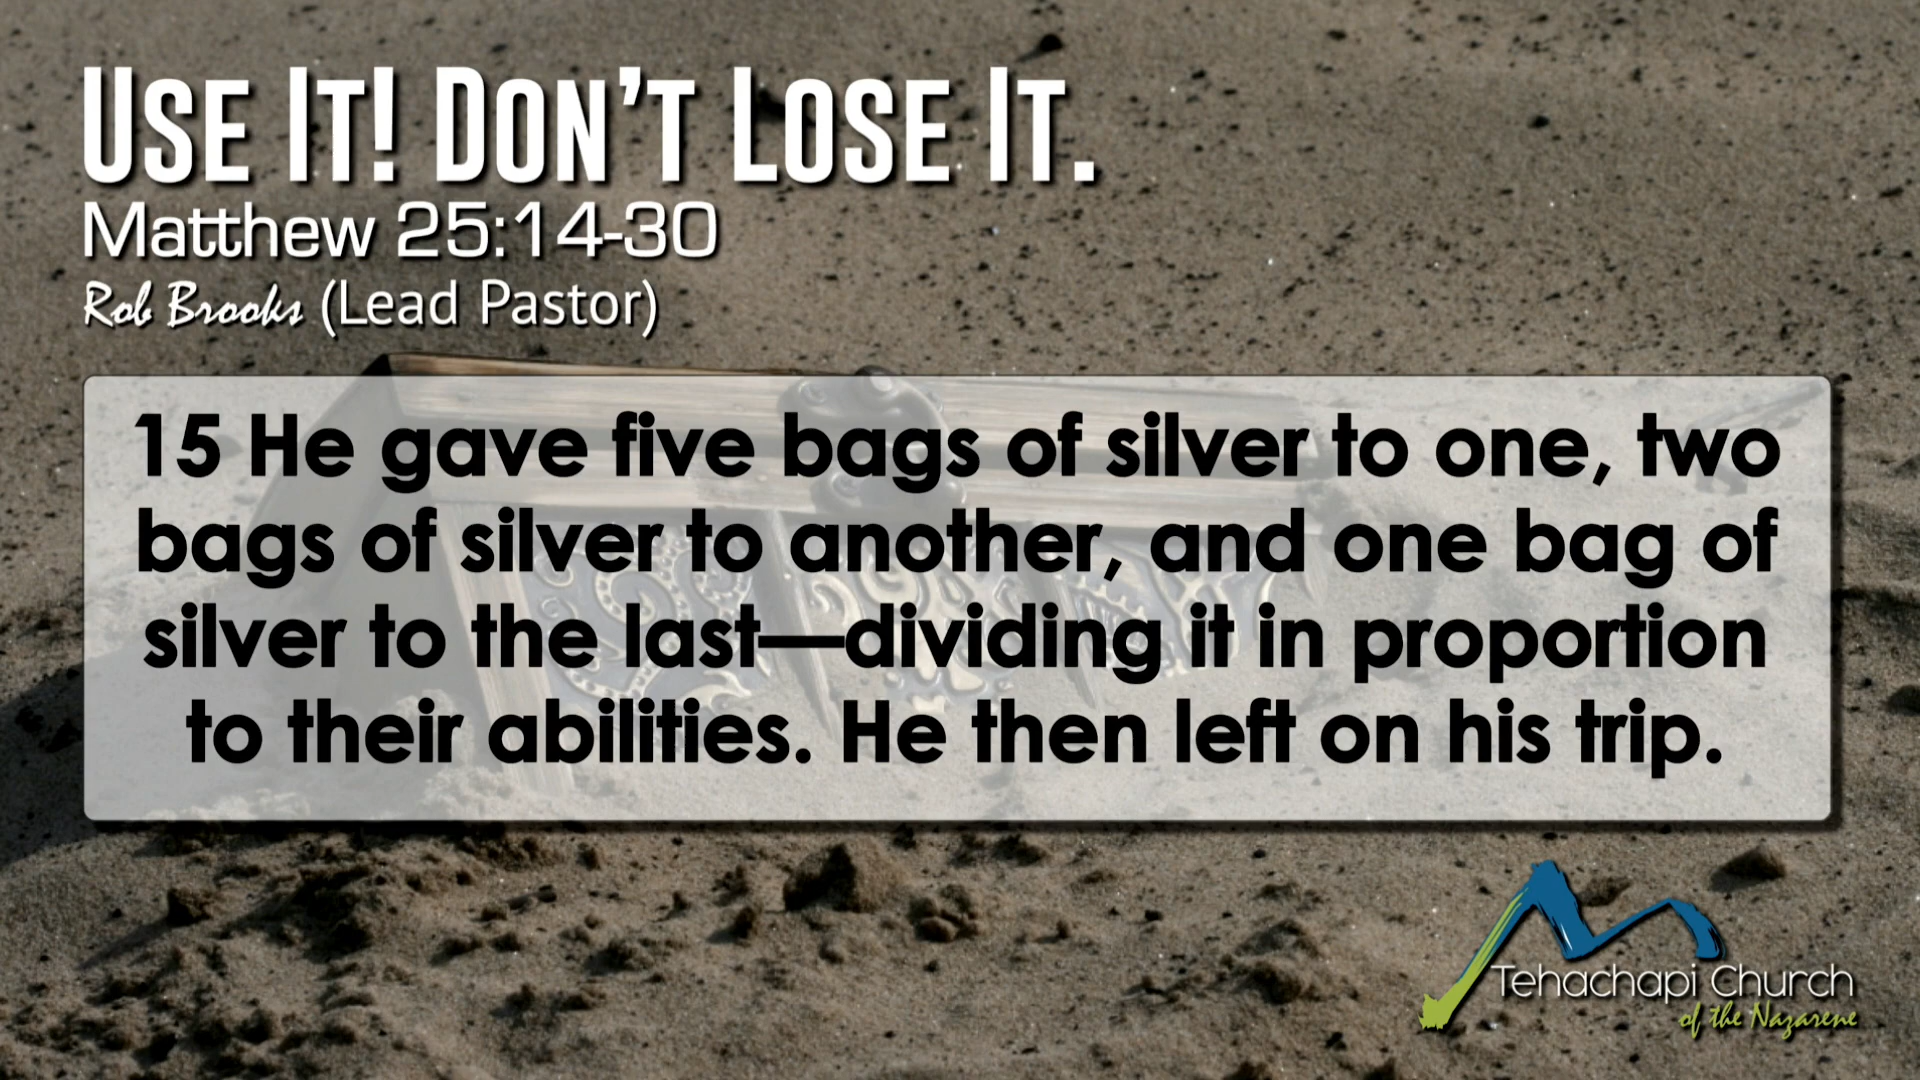 Use It! Don’t Lose It.
Matthew 25:14-30
Rob Brooks (Lead Pastor)
15 He gave five bags of silver to one, two
bags of silver to another, and one bag of
silver to the last—dividing it in proportion
to their abilities. He then left on his trip.
Tehachapi Church
of the Nazarene